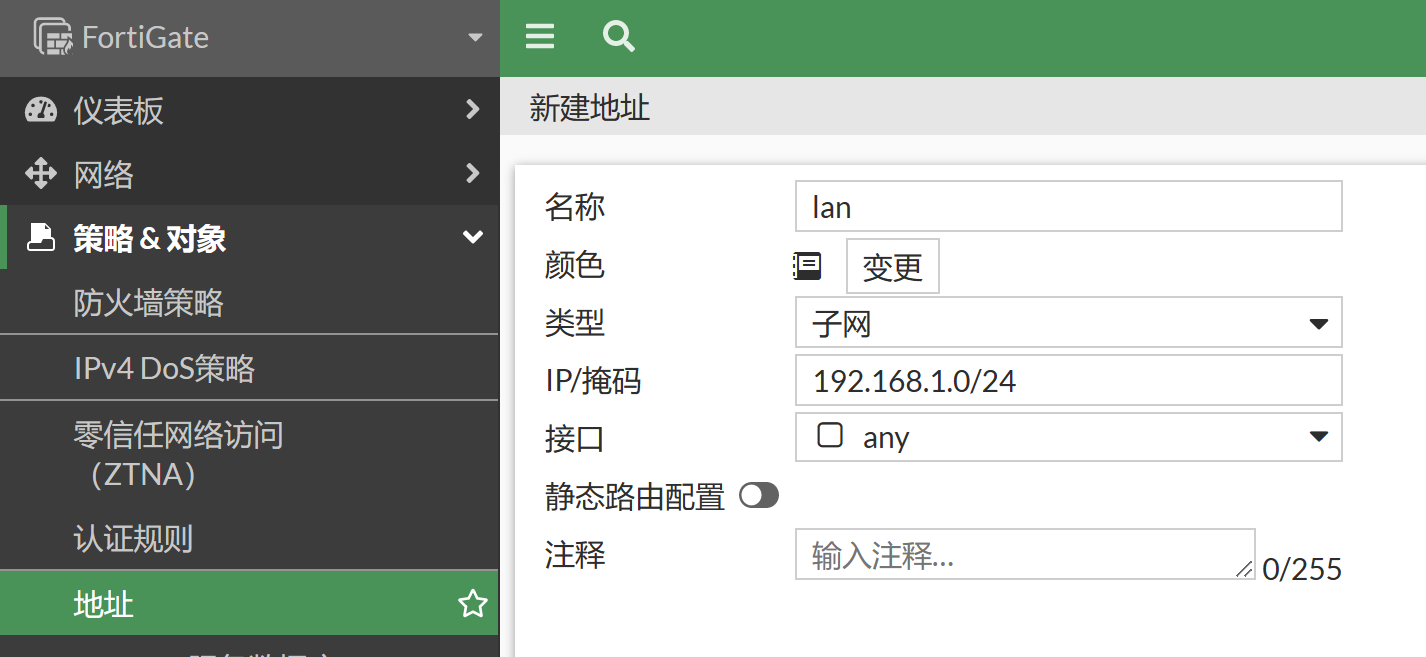 FortiGate
仪表板
网络
策略 & 对象
防火墙策略
IPv4 DoS策略
零信任网络访问
（ZTNA）
认证规则
地址
新建地址
名称
lan
颜色
变更
类型
子网
IP/掩码
192.168.1.0/24
接口
any
静态路由配置
注释
输入注释...
0/255